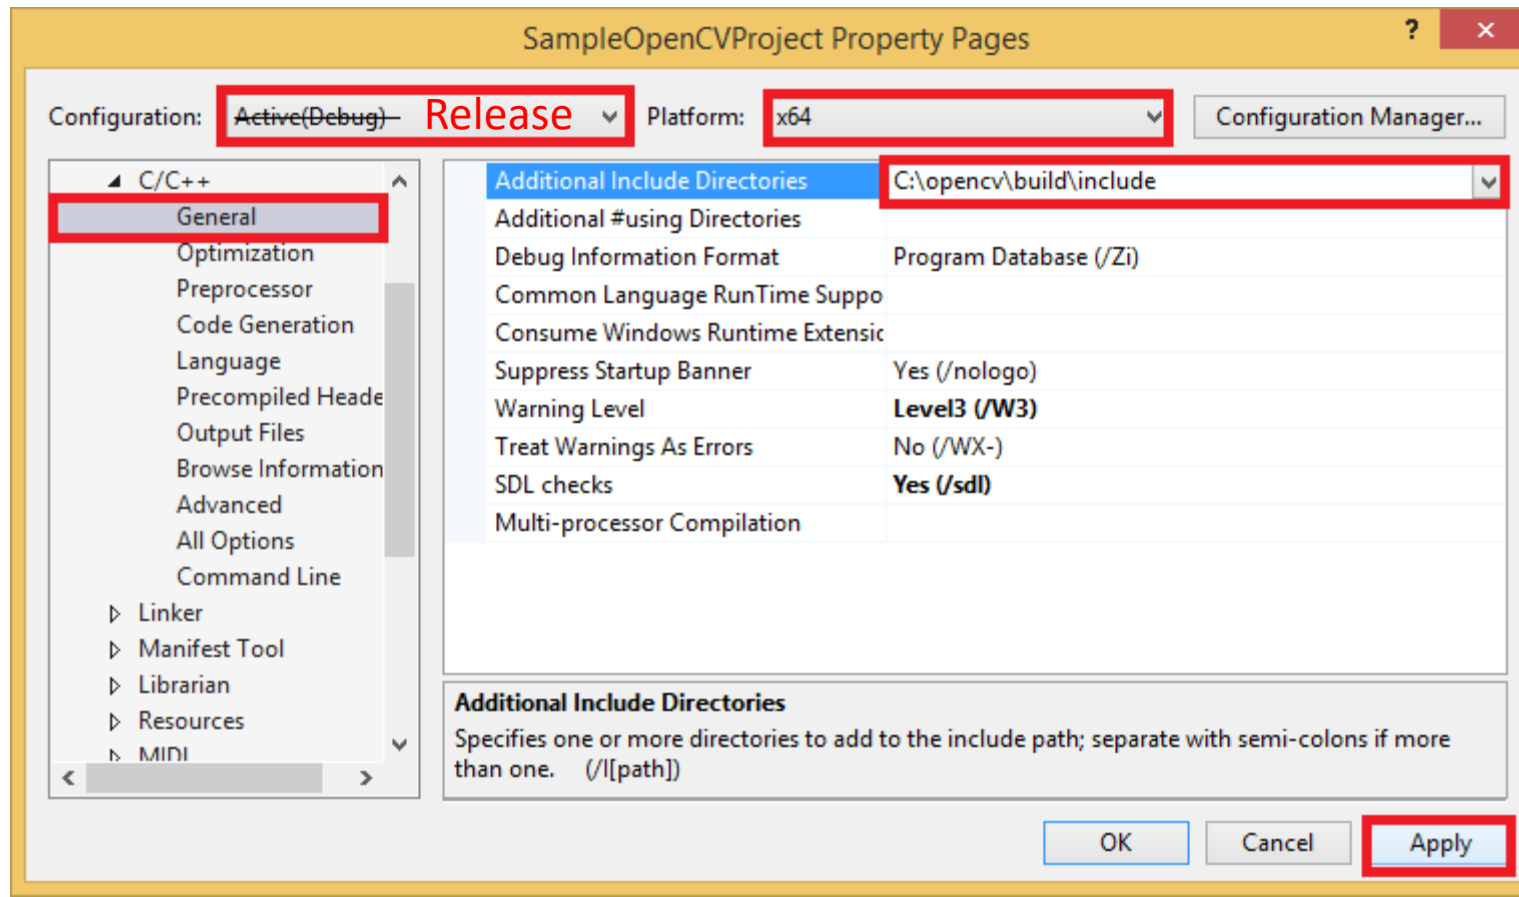 SampleOpenCVProject Property Pages
? ×
Configuration: Active(Debug) Release Platform: x64 Configuration Manager...
C/C++
General
Optimization
Preprocessor
Code Generation
Language
Precompiled Heade
Output Files
Browse Information
Advanced
All Options
Command Line
Linker
Manifest Tool
Librarian
Resources
MIDL
Additional Include Directories C:\opencv\build\include
Additional #using Directories
Debug Information Format Program Database (/Zi)
Common Language RunTime Suppo
Consume Windows Runtime Extensic
Suppress Startup Banner Yes (/nologo)
Warning Level Level3 (/W3)
Treat Warnings As Errors No (/WX-)
SDL checks Yes (/sdl)
Multi-processor Compilation
Additional Include Directories
Specifies one or more directories to add to the include path; separate with semi-colons if more
than one. (/I[path])
OK Cancel Apply